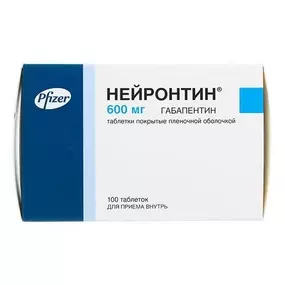 Pfizer
НЕЙРОНТИН®
600 мг ГАБАПЕНТИН
таблетки покрытые пленочной оболочкой
100 таблеток
ДЛЯ ПРИЕМА ВНУТРЬ